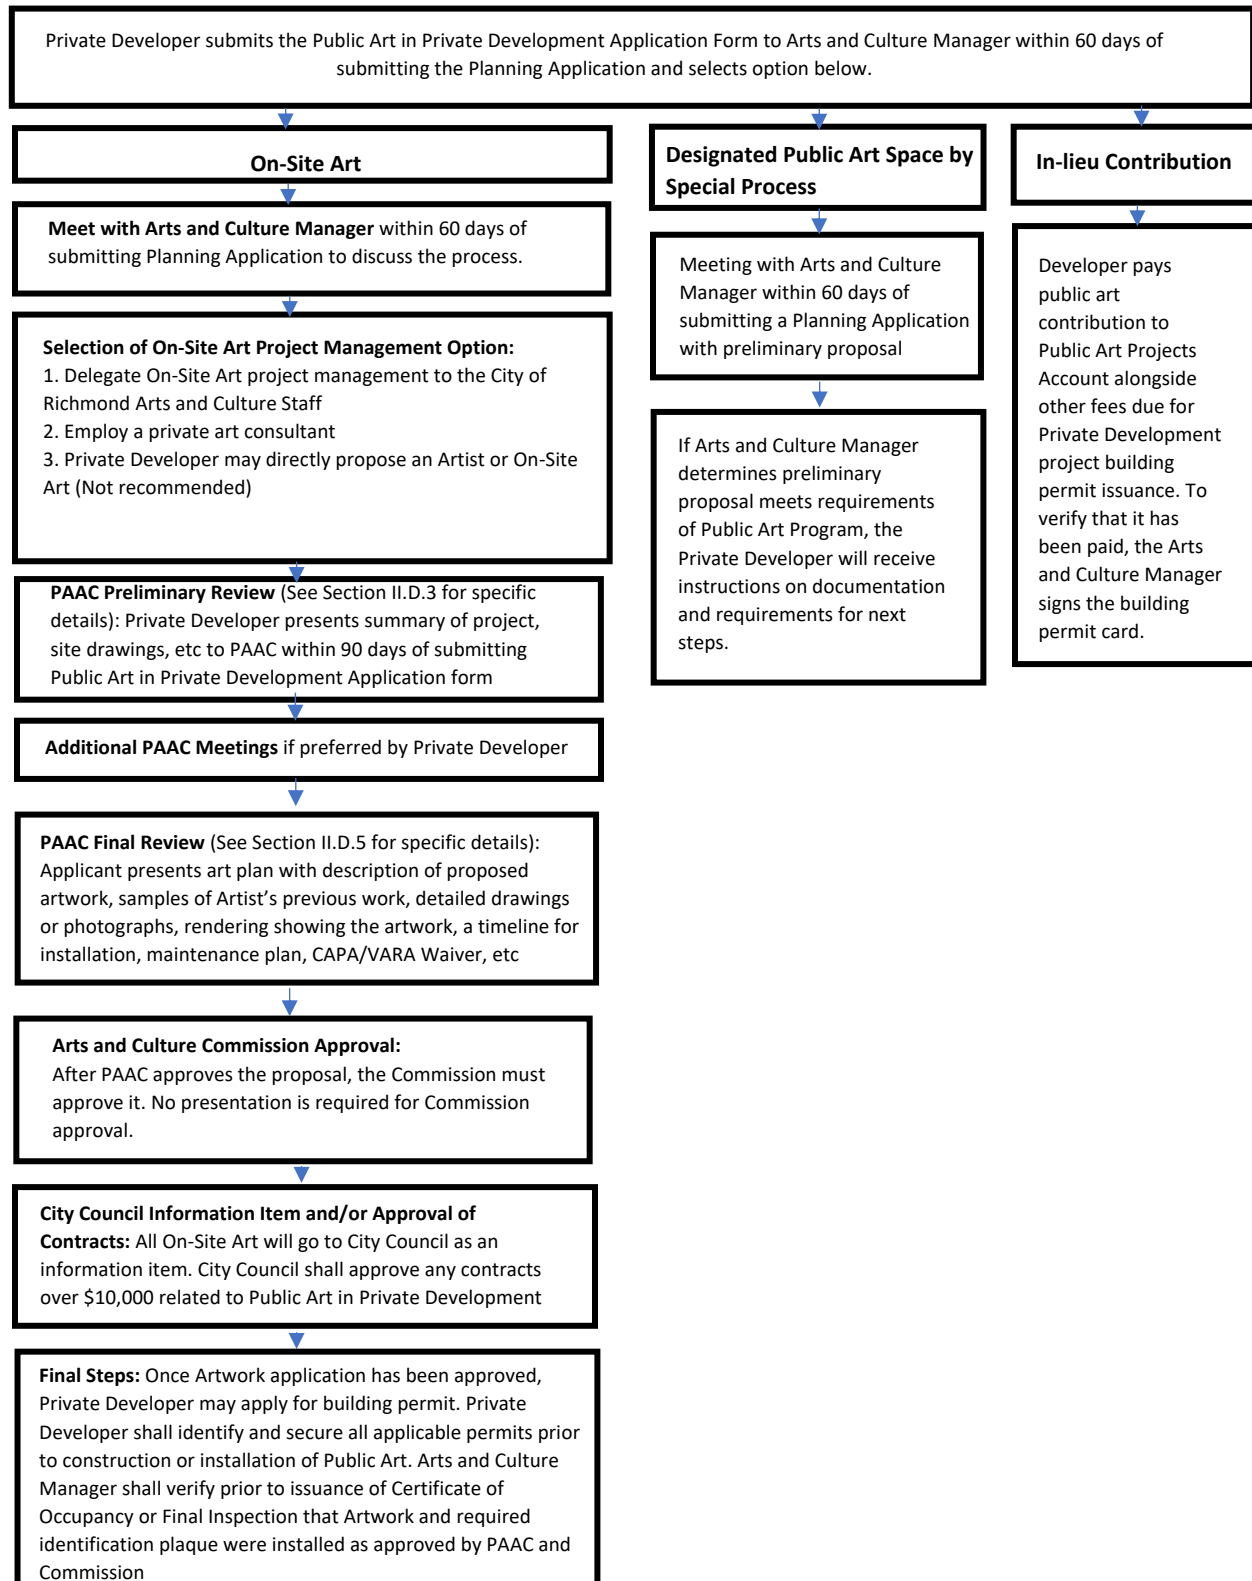 Private Developer submits the Public Art in Private Development Application Form to Arts and Culture Manager within 60 days of
submitting the Planning Application and selects option below.
On-Site Art
Meet with Arts and Culture Manager within 60 days of
submitting Planning Application to discuss the process.
Selection of On-Site Art Project Management Option:
1. Delegate On-Site Art project management to the City of
Richmond Arts and Culture Staff
2. Employ a private art consultant
3. Private Developer may directly propose an Artist or On-Site
Art (Not recommended)
PAAC Preliminary Review (See Section II.D.3 for specific
details): Private Developer presents summary of project,
site drawings, etc to PAAC within 90 days of submitting
Public Art in Private Development Application form
Additional PAAC Meetings if preferred by Private Developer
PAAC Final Review (See Section II.D.5 for specific details):
Applicant presents art plan with description of proposed
artwork, samples of Artist’s previous work, detailed drawings
or photographs, rendering showing the artwork, a timeline for
installation, maintenance plan, CAPA/VARA Waiver, etc
Arts and Culture Commission Approval:
After PAAC approves the proposal, the Commission must
approve it. No presentation is required for Commission
approval.
City Council Information Item and/or Approval of
Contracts: All On-Site Art will go to City Council as an
information item. City Council shall approve any contracts
over $10,000 related to Public Art in Private Development
Final Steps: Once Artwork application has been approved,
Private Developer may apply for building permit. Private
Developer shall identify and secure all applicable permits prior
to construction or installation of Public Art. Arts and Culture
Manager shall verify prior to issuance of Certificate of
Occupancy or Final Inspection that Artwork and required
identification plaque were installed as approved by PAAC and
Commission
Designated Public Art Space by
Special Process
Meeting with Arts and Culture
Manager within 60 days of
submitting a Planning Application
with preliminary proposal
If Arts and Culture Manager
determines preliminary
proposal meets requirements
of Public Art Program, the
Private Developer will receive
instructions on documentation
and requirements for next
steps.
In-lieu Contribution
Developer pays
public art
contribution to
Public Art Projects
Account alongside
other fees due for
Private Development
project building
permit issuance. To
verify that it has
been paid, the Arts
and Culture Manager
signs the building
permit card.